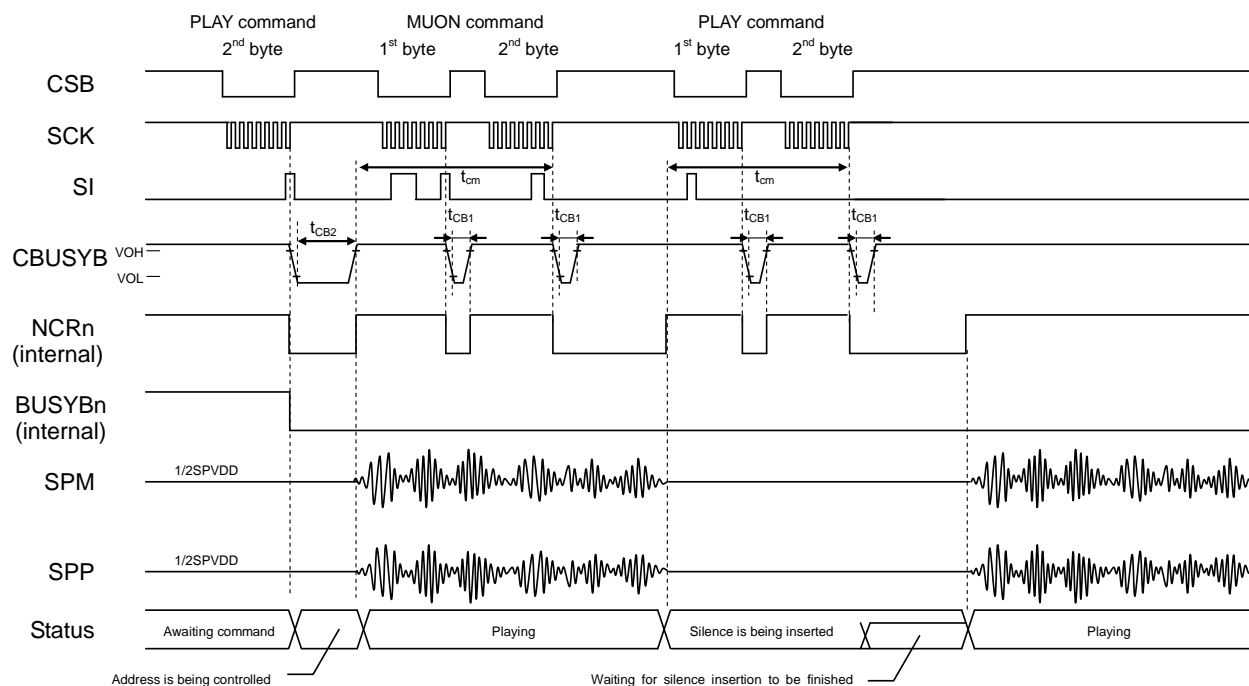 PLAY command MUON command PLAY command
2nd byte 1st byte 2nd byte 1st byte 2nd byte
CSB
SCK
SI
tcm tcm
tCB2 tCB1 tCB1 tCB1 tCB1
VOH
CBUSYB
VOL
NCRn
(internal)
BUSYBn
(internal)
1/2SPVDD
SPM
1/2SPVDD
SPP
Status Awaiting command Playing Silence is being inserted Playing
Address is being controlled Waiting for silence insertion to be finished